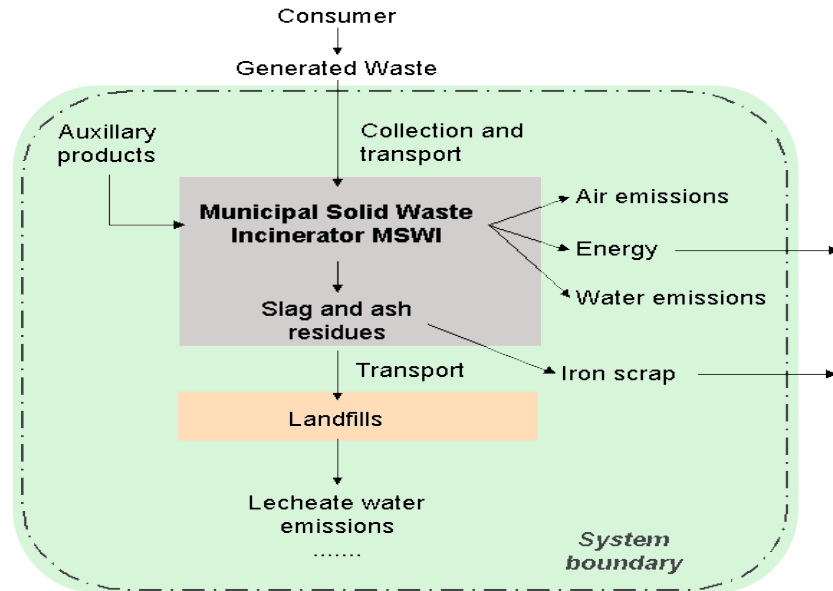 Consumer
Generated Waste
Auxillary
products
Collection and
transport
Municipal Solid Waste
Incinerator MSWI
Air emissions
Energy
Water emissions
Slag and ash
residues
Transport
Iron scrap
Landfills
Lecheate water
emissions
.......
System
boundary